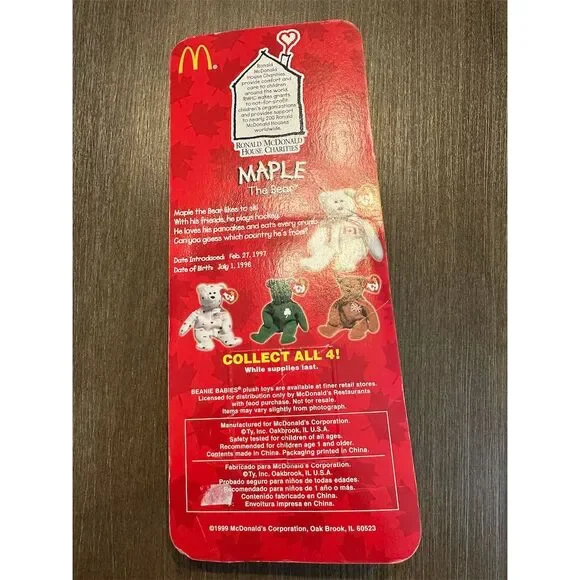 Ronald
McDonald
House Charities
provide comfort and
care to children
around the world.
RMHC makes grants
to not-for-profit
children's organizations
and provides support
to nearly 200 Ronald
McDonald Houses
worldwide.
RONALD MCDONALD
HOUSE CHARITIES
MAPLE
The Bear
Maple the Bear likes to ski
With his friends, he plays hockey.
He loves his pancakes and eats every crumb
Can you guess which country he's from?
Date Introduced: Feb. 27, 1997
Date of Birth: July 1, 1996
COLLECT ALL 4!
While supplies last.
BEANIE BABIES® plush toys are available at finer retail stores.
Licensed for distribution only by McDonald's Restaurants
with food purchase. Not for resale.
Items may vary slightly from photograph.
Manufactured for McDonald's Corporation.
©Ty, Inc. Oakbrook, IL U.S.A.
Safety tested for children of all ages.
Recommended for children age 1 and older.
Contents made in China. Packaging printed in China.
Fabricado para McDonald's Corporation.
©Ty, Inc. Oakbrook, IL U.S.A.
Probado seguro para niños de todas edades.
Recomendado para niños de 1 año o más.
Contenido fabricado en China.
Envoltura impresa en China.
©1999 McDonald's Corporation, Oak Brook, IL 60523